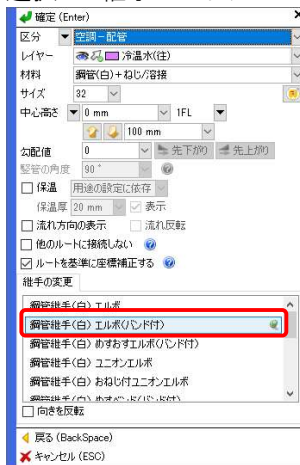 確定 (Enter)
区分 空調－配管
レイヤー 冷温水(往)
材料 鋼管(白)＋ねじ/溶接
サイズ 32
中心高さ 0 mm 1FL
100 mm
勾配値 0 先下がり 先上がり
竪管の角度 90°
保温 用途の設定に依存
保温厚 20 mm 表示
流れ方向の表示 流れ反転
他のルートに接続しない
ルートを基準に座標補正する
継手の変更
鋼管継手(白) エルボ
鋼管継手(白) エルボ(バンド付)
鋼管継手(白) めすおすエルボ(バンド付)
鋼管継手(白) ユニオンエルボ
鋼管継手(白) おねじ付ユニオンエルボ
向きを反転
戻る (BackSpace)
キャンセル (ESC)